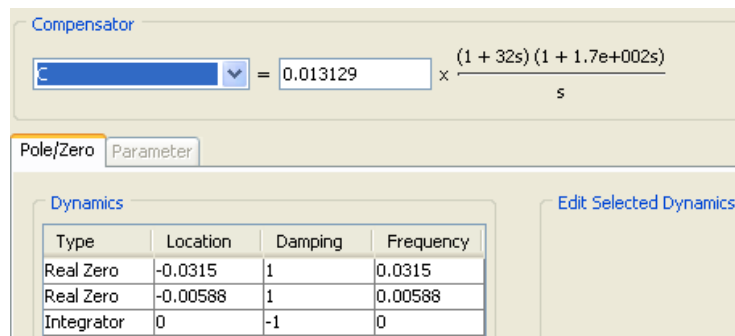 Compensator
C = 0.013129 x (1 + 32s) (1 + 1.7e+002s)
s
Pole/Zero Parameter
Dynamics Edit Selected Dynamics
Type Location Damping Frequency
Real Zero -0.0315 1 0.0315
Real Zero -0.00588 1 0.00588
Integrator 0 -1 0